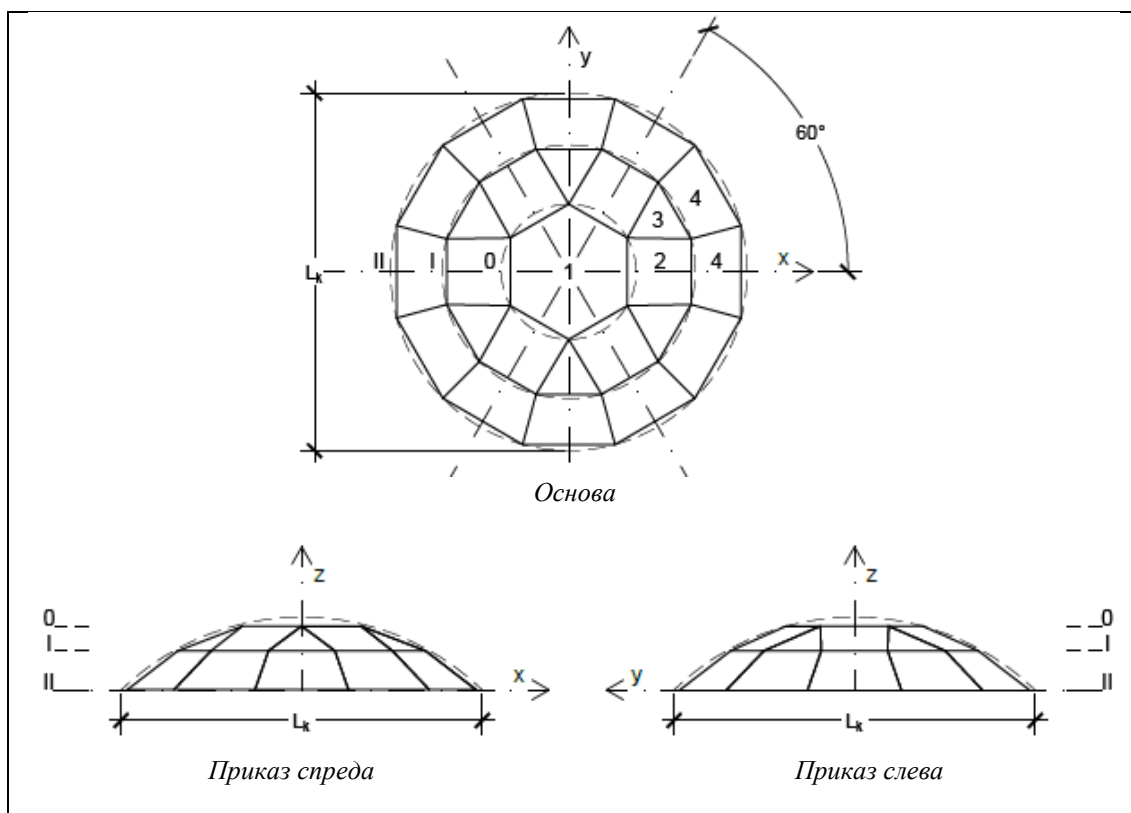 y
60°
4
3
Lₖ II I 0 1 2 4 x
Основа
z z
0 0
I I
II x y II
Lₖ Lₖ
Приказ спреда Приказ слева